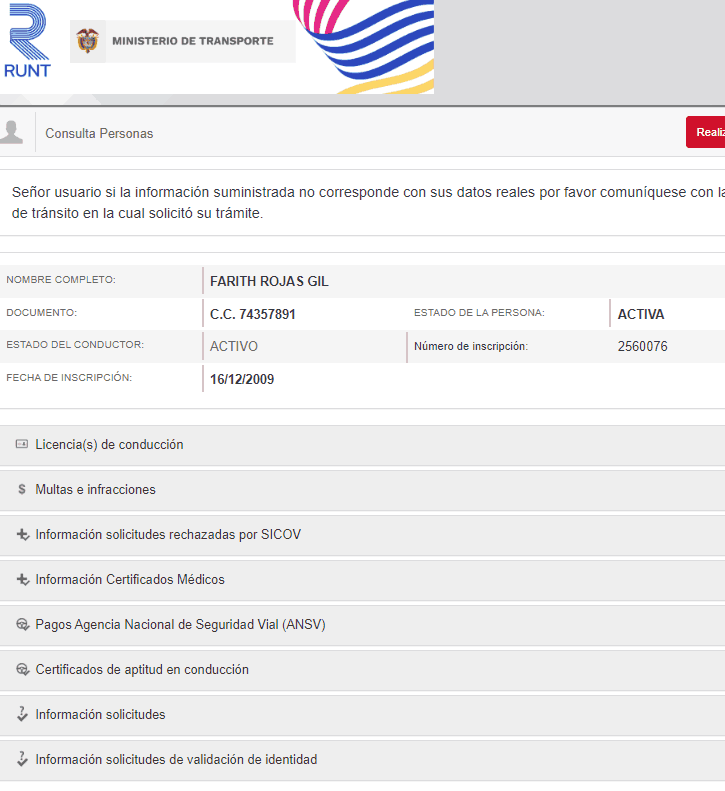 RUNT
MINISTERIO DE TRANSPORTE
Consulta Personas
Realiz
Señor usuario si la información suministrada no corresponde con sus datos reales por favor comuníquese con la
de tránsito en la cual solicitó su trámite.
NOMBRE COMPLETO: FARITH ROJAS GIL
DOCUMENTO: C.C. 74357891 ESTADO DE LA PERSONA: ACTIVA
ESTADO DEL CONDUCTOR: ACTIVO Número de inscripción: 2560076
FECHA DE INSCRIPCIÓN: 16/12/2009
Licencia(s) de conducción
$ Multas e infracciones
Información solicitudes rechazadas por SICOV
Información Certificados Médicos
Pagos Agencia Nacional de Seguridad Vial (ANSV)
Certificados de aptitud en conducción
Información solicitudes
Información solicitudes de validación de identidad